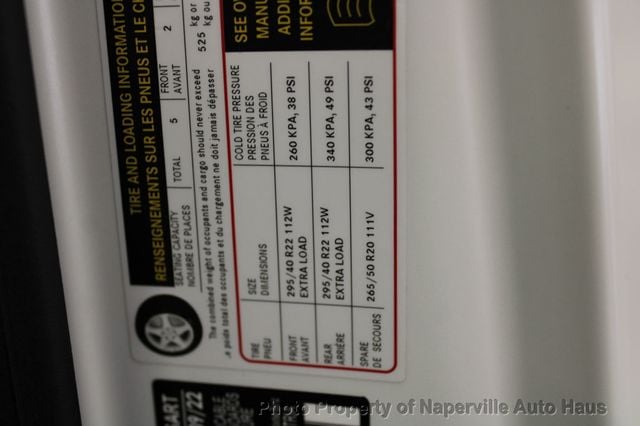 TIRE AND LOADING INFORMATION
RENSEIGNEMENTS SUR LES PNEUS ET LE
SEATING CAPACITY TOTAL 5 FRONT 2
NOMBRE DE PLACES AVANT
The combined weight of occupants and cargo should never exceed 525 kg or
poids total des occupants et du chargement ne doit jamais dépasser kg ou
TIRE SIZE COLD TIRE PRESSURE
PNEU DIMENSIONS PRESSION DES
PNEUS À FROID
FRONT 295/40 R22 112W 260 KPA, 38 PSI
AVANT EXTRA LOAD
REAR 295/40 R22 112W 340 KPA, 49 PSI
ARRIÈRE EXTRA LOAD
SPARE 265/50 R20 111V 300 KPA, 43 PSI
DE SECOURS
SEE
MANU
ADDI
INFOR
Photo Property of Naperville Auto Haus